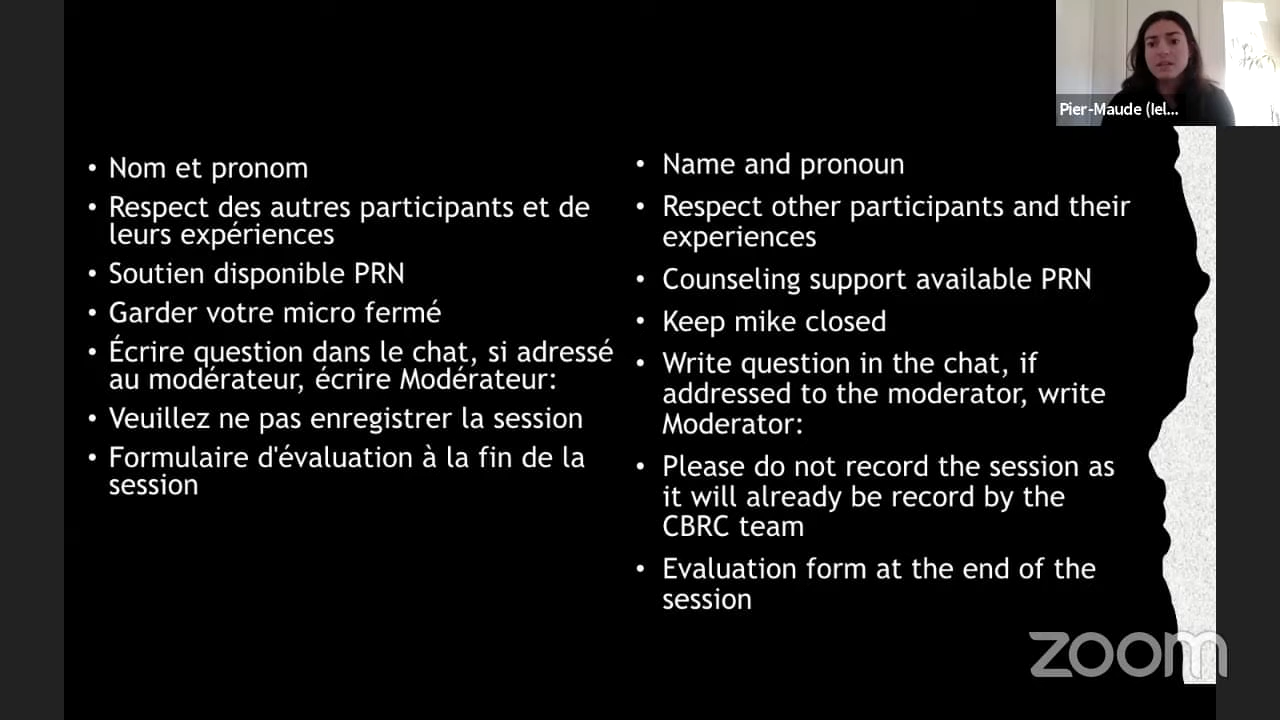 Pier-Maude (Iel...
• Nom et pronom
• Respect des autres participants et de
leurs expériences
• Soutien disponible PRN
• Garder votre micro fermé
• Écrire question dans le chat, si adressé
au modérateur, écrire Modérateur:
• Veuillez ne pas enregistrer la session
• Formulaire d'évaluation à la fin de la
session
• Name and pronoun
• Respect other participants and their
experiences
• Counseling support available PRN
• Keep mike closed
• Write question in the chat, if
addressed to the moderator, write
Moderator:
• Please do not record the session as
it will already be record by the
CBRC team
• Evaluation form at the end of the
session
zoom